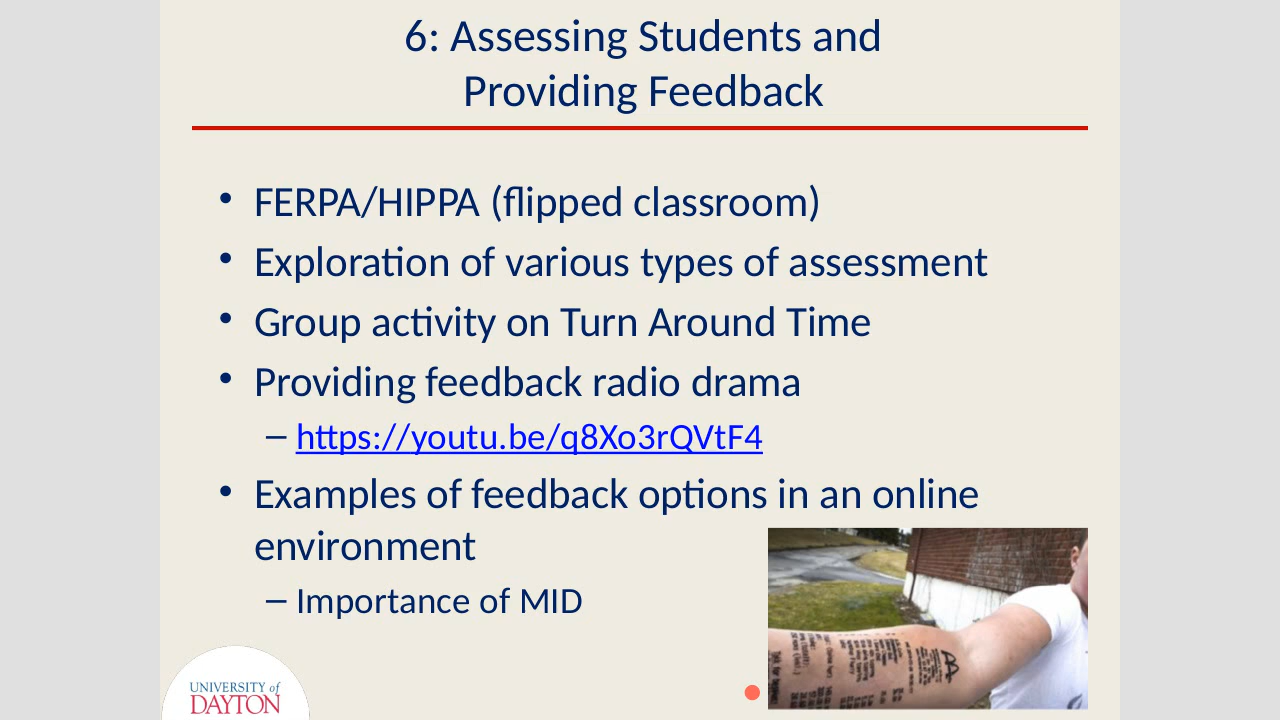 6: Assessing Students and
Providing Feedback
• FERPA/HIPPA (flipped classroom)
• Exploration of various types of assessment
• Group activity on Turn Around Time
• Providing feedback radio drama
– https://youtu.be/q8Xo3rQVtF4
• Examples of feedback options in an online
environment
– Importance of MID
UNIVERSITY of
DAYTON